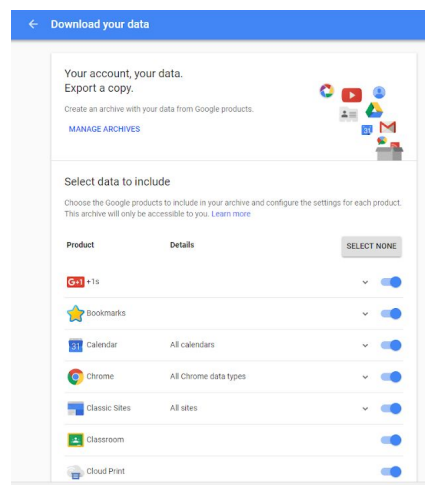 Download your data
Your account, your data.
Export a copy.
Create an archive with your data from Google products.
MANAGE ARCHIVES
31
Select data to include
Choose the Google products to include in your archive and configure the settings for each product.
This archive will only be accessible to you. Learn more
Product Details SELECT NONE
G+1 +1s
Bookmarks
31 Calendar All calendars
Chrome All Chrome data types
Classic Sites All sites
Classroom
Cloud Print